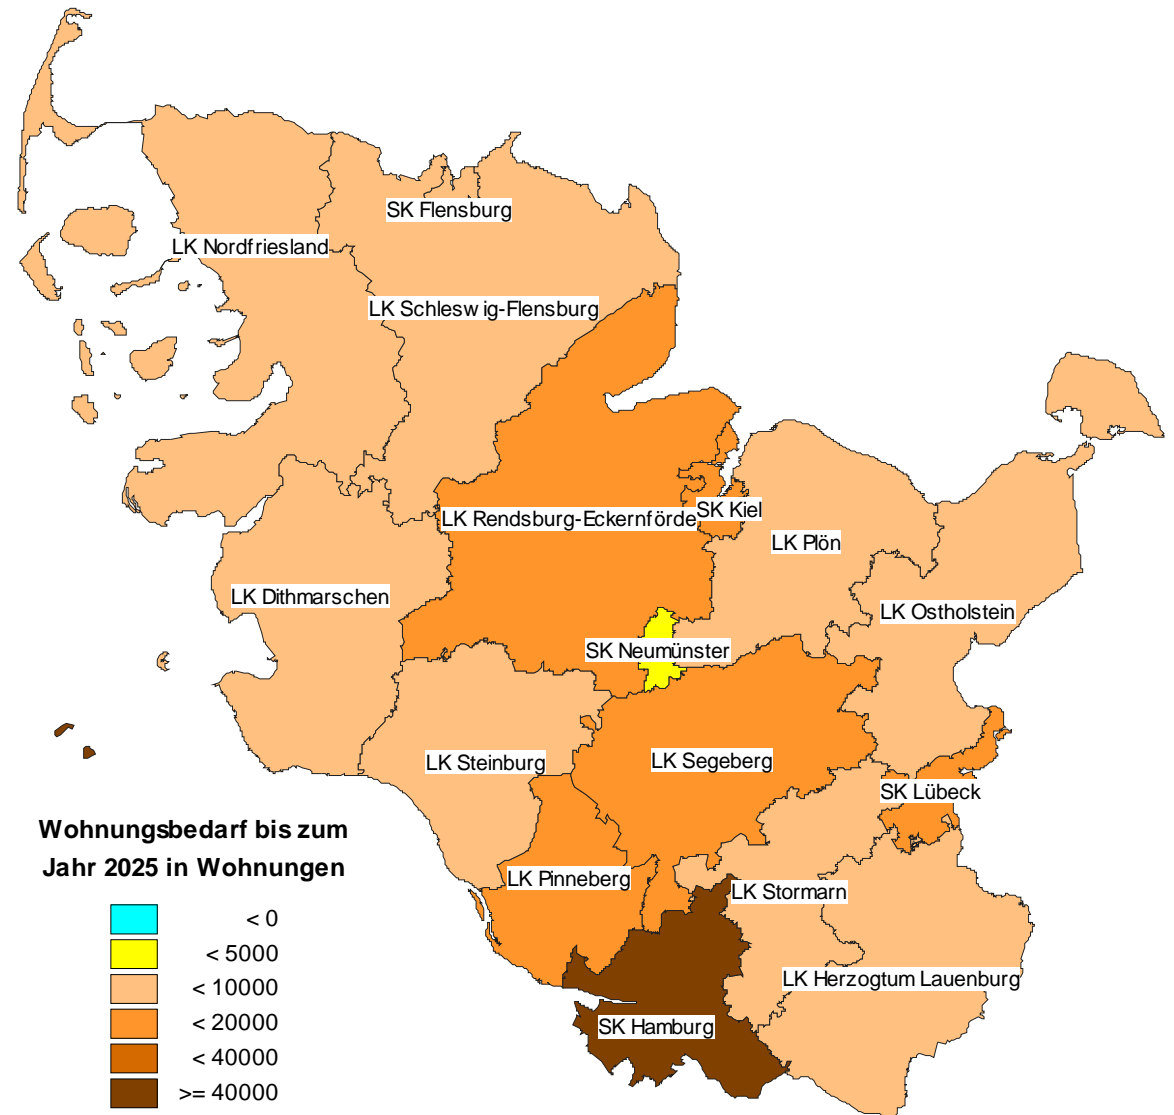 SK Flensburg
LK Nordfriesland
LK Schleswig-Flensburg
SK Kiel
LK Rendsburg-Eckernförde
LK Plön
LK Dithmarschen
LK Ostholstein
SK Neumünster
LK Steinburg
LK Segeberg
SK Lübeck
LK Pinneberg
LK Stormarn
LK Herzogtum Lauenburg
SK Hamburg
Wohnungsbedarf bis zum
Jahr 2025 in Wohnungen
< 0
< 5000
< 10000
< 20000
< 40000
>= 40000